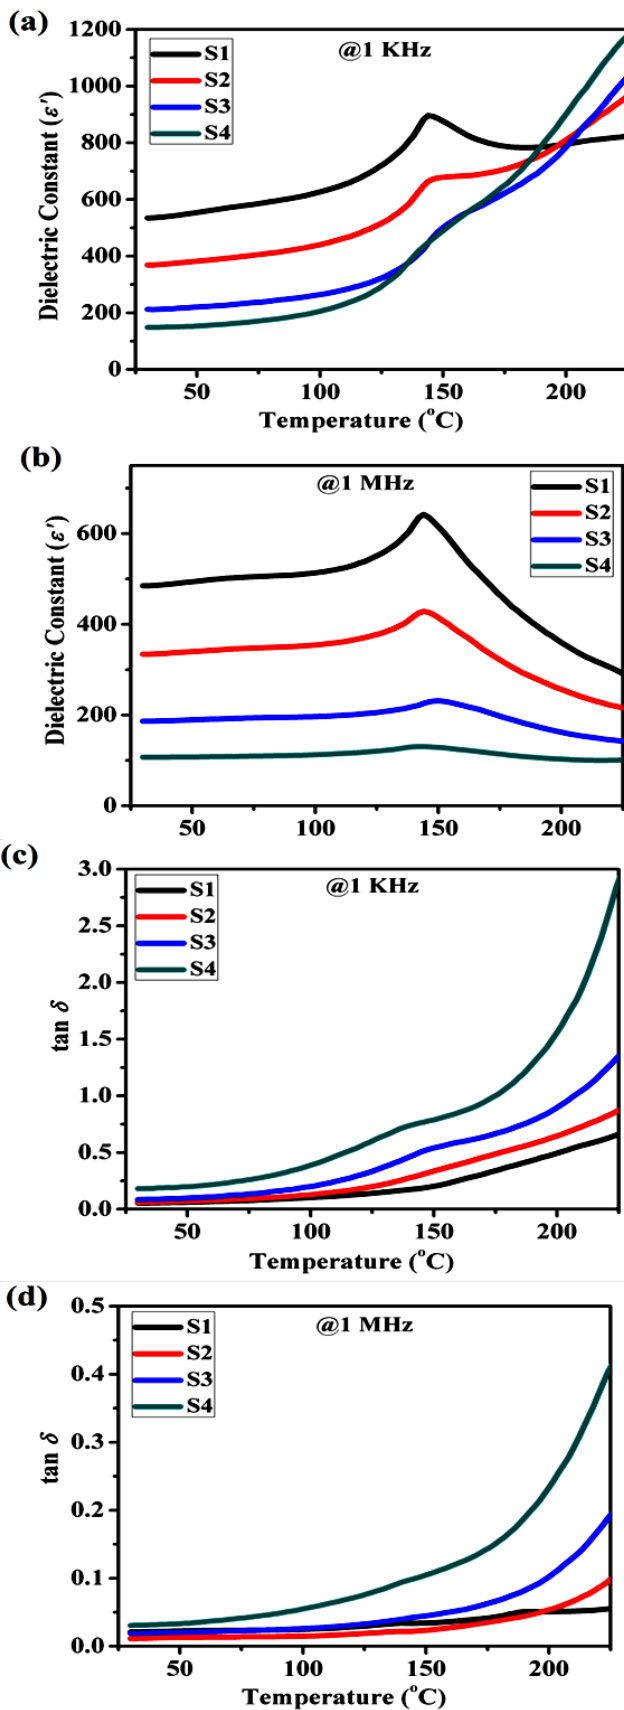 (a)
@1 KHz
S1
S2
S3
S4
Dielectric Constant (ε')
1200
1000
800
600
400
200
0
50 100 150 200
Temperature (°C)
(b)
@1 MHz
S1
S2
S3
S4
Dielectric Constant (ε')
600
400
200
0
50 100 150 200
(c)
@1 KHz
S1
S2
S3
S4
tan δ
3.0
2.5
2.0
1.5
1.0
0.5
0.0
50 100 150 200
Temperature (°C)
(d)
@1 MHz
S1
S2
S3
S4
tan δ
0.5
0.4
0.3
0.2
0.1
0.0
50 100 150 200
Temperature (°C)